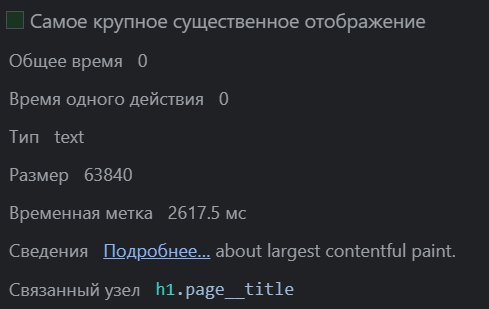 Самое крупное существенное отображение
Общее время 0
Время одного действия 0
Тип text
Размер 63840
Временная метка 2617.5 мс
Сведения Подробнее... about largest contentful paint.
Связанный узел h1.page__title